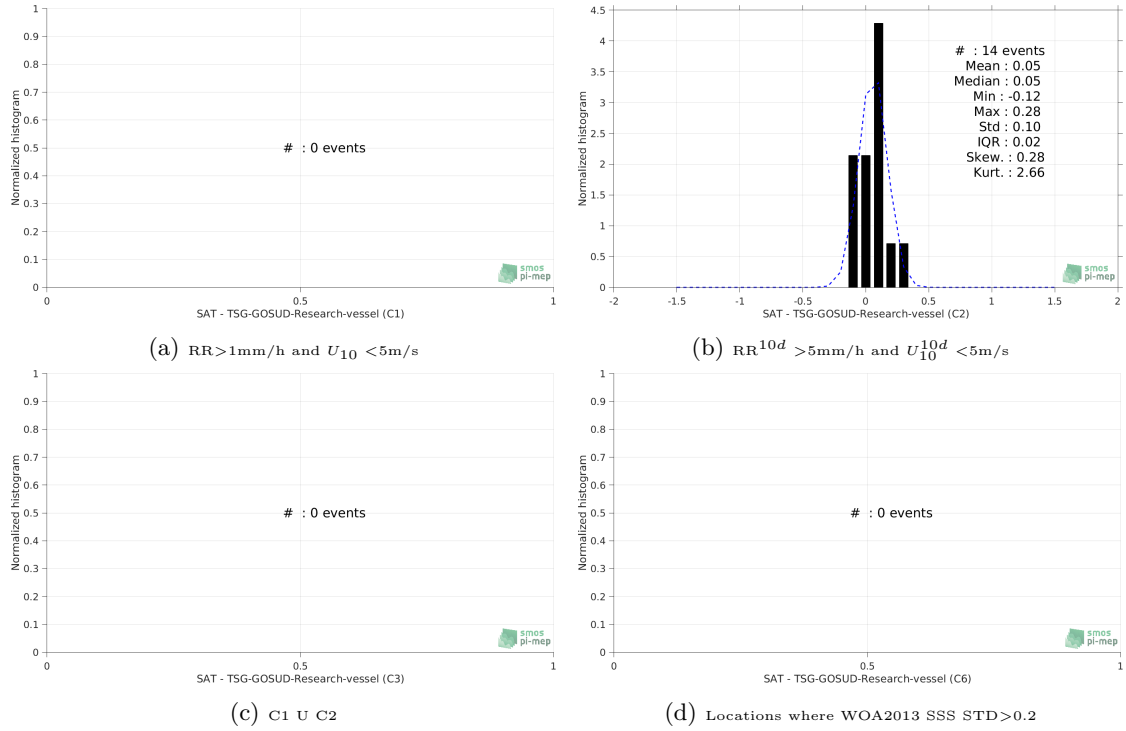 1
0.9
0.8
0.7
0.6
0.5
0.4
0.3
0.2
0.1
0
Normalized histogram
# : 0 events
smos
pi-mep
0 0.5 1
SAT - TSG-GOSUD-Research-vessel (C1)
(a) RR>1mm/h and U10 <5m/s
4.5
4
3.5
3
2.5
2
1.5
1
0.5
0
Normalized histogram
# : 14 events
Mean : 0.05
Median : 0.05
Min : -0.12
Max : 0.28
Std : 0.10
IQR : 0.02
Skew. : 0.28
Kurt. : 2.66
smos
pi-mep
-2 -1.5 -1 -0.5 0 0.5 1 1.5 2
SAT - TSG-GOSUD-Research-vessel (C2)
(b) RR^10d >5mm/h and U10^10d <5m/s
1
0.9
0.8
0.7
0.6
0.5
0.4
0.3
0.2
0.1
0
Normalized histogram
# : 0 events
smos
pi-mep
0 0.5 1
SAT - TSG-GOSUD-Research-vessel (C3)
(c) C1 U C2
1
0.9
0.8
0.7
0.6
0.5
0.4
0.3
0.2
0.1
0
Normalized histogram
# : 0 events
smos
pi-mep
0 0.5 1
SAT - TSG-GOSUD-Research-vessel (C6)
(d) Locations where WOA2013 SSS STD>0.2